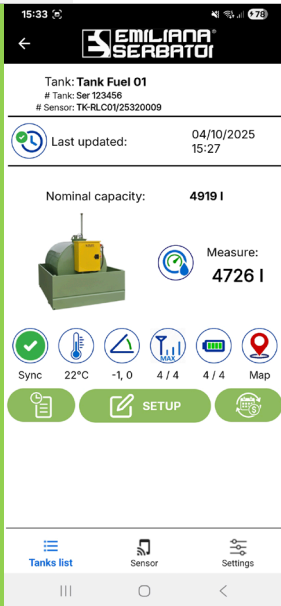 15:33 78
EMILIANA®
SERBATOI
Tank: Tank Fuel 01
# Tank: Ser 123456
# Sensor: TK-RLC01/25320009
Last updated: 04/10/2025
15:27
Nominal capacity: 4919 l
Measure:
4726 l
MAX
Sync 22°C -1, 0 4 / 4 4 / 4 Map
SETUP
Tanks list Sensor Settings